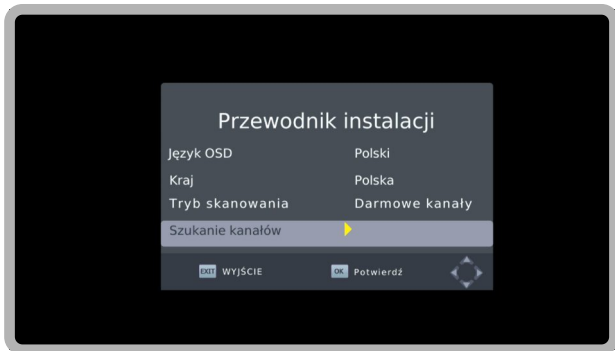 Przewodnik instalacji
Język OSD Polski
Kraj Polska
Tryb skanowania Darmowe kanały
Szukanie kanałów
EXIT WYJŚCIE OK Potwierdź